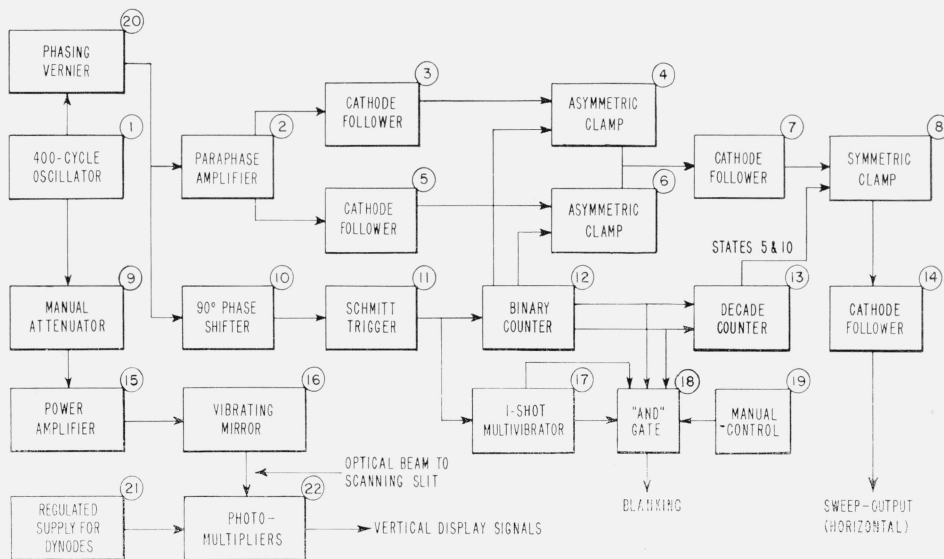 20
PHASING
VERNIER
1
400-CYCLE
OSCILLATOR
2
PARAPHASE
AMPLIFIER
3
CATHODE
FOLLOWER
4
ASYMMETRIC
CLAMP
5
CATHODE
FOLLOWER
6
ASYMMETRIC
CLAMP
7
CATHODE
FOLLOWER
8
SYMMETRIC
CLAMP
STATES 5 & 10
9
MANUAL
ATTENUATOR
10
90° PHASE
SHIFTER
11
SCHMITT
TRIGGER
12
BINARY
COUNTER
13
DECADE
COUNTER
14
CATHODE
FOLLOWER
15
POWER
AMPLIFIER
16
VIBRATING
MIRROR
17
1-SHOT
MULTIVIBRATOR
18
"AND"
GATE
19
MANUAL
CONTROL
OPTICAL BEAM TO
SCANNING SLIT
BLANKING
SWEEP-OUTPUT
(HORIZONTAL)
21
REGULATED
SUPPLY FOR
DYNODES
22
PHOTO-
MULTIPLIERS
VERTICAL DISPLAY SIGNALS